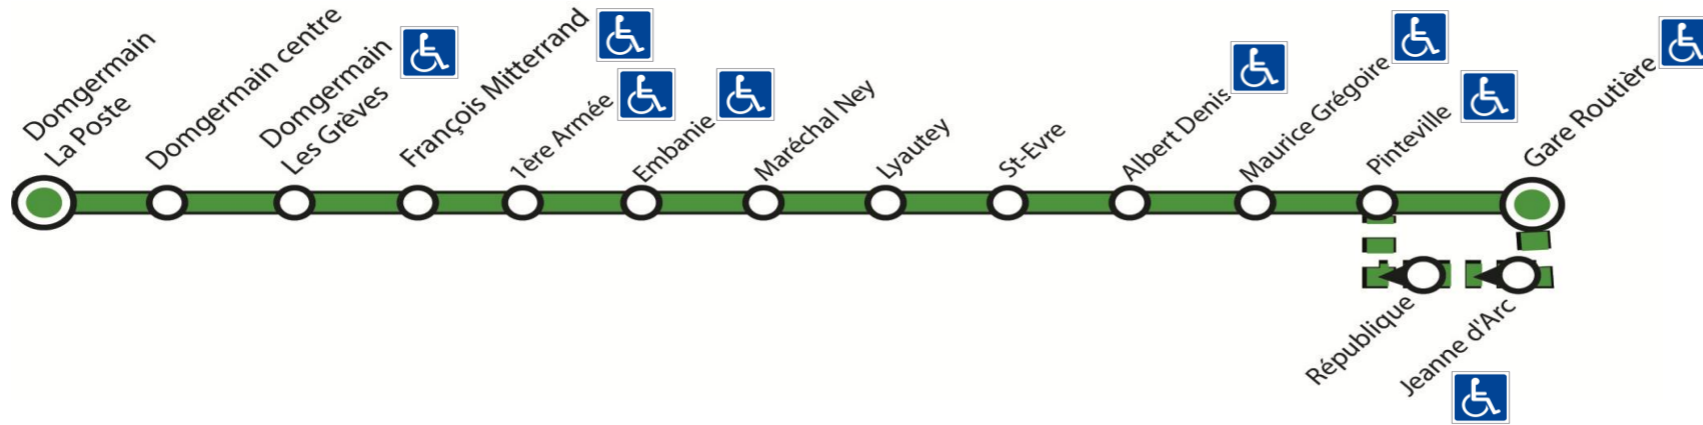 Domgermain
La Poste
Domgermain centre
Domgermain
Les Grèves
François Mitterrand
1ère Armée
Embanie
Maréchal Ney
Lyautey
St-Evre
Albert Denis
Maurice Grégoire
Pinteville
Gare Routière
République
Jeanne d'Arc